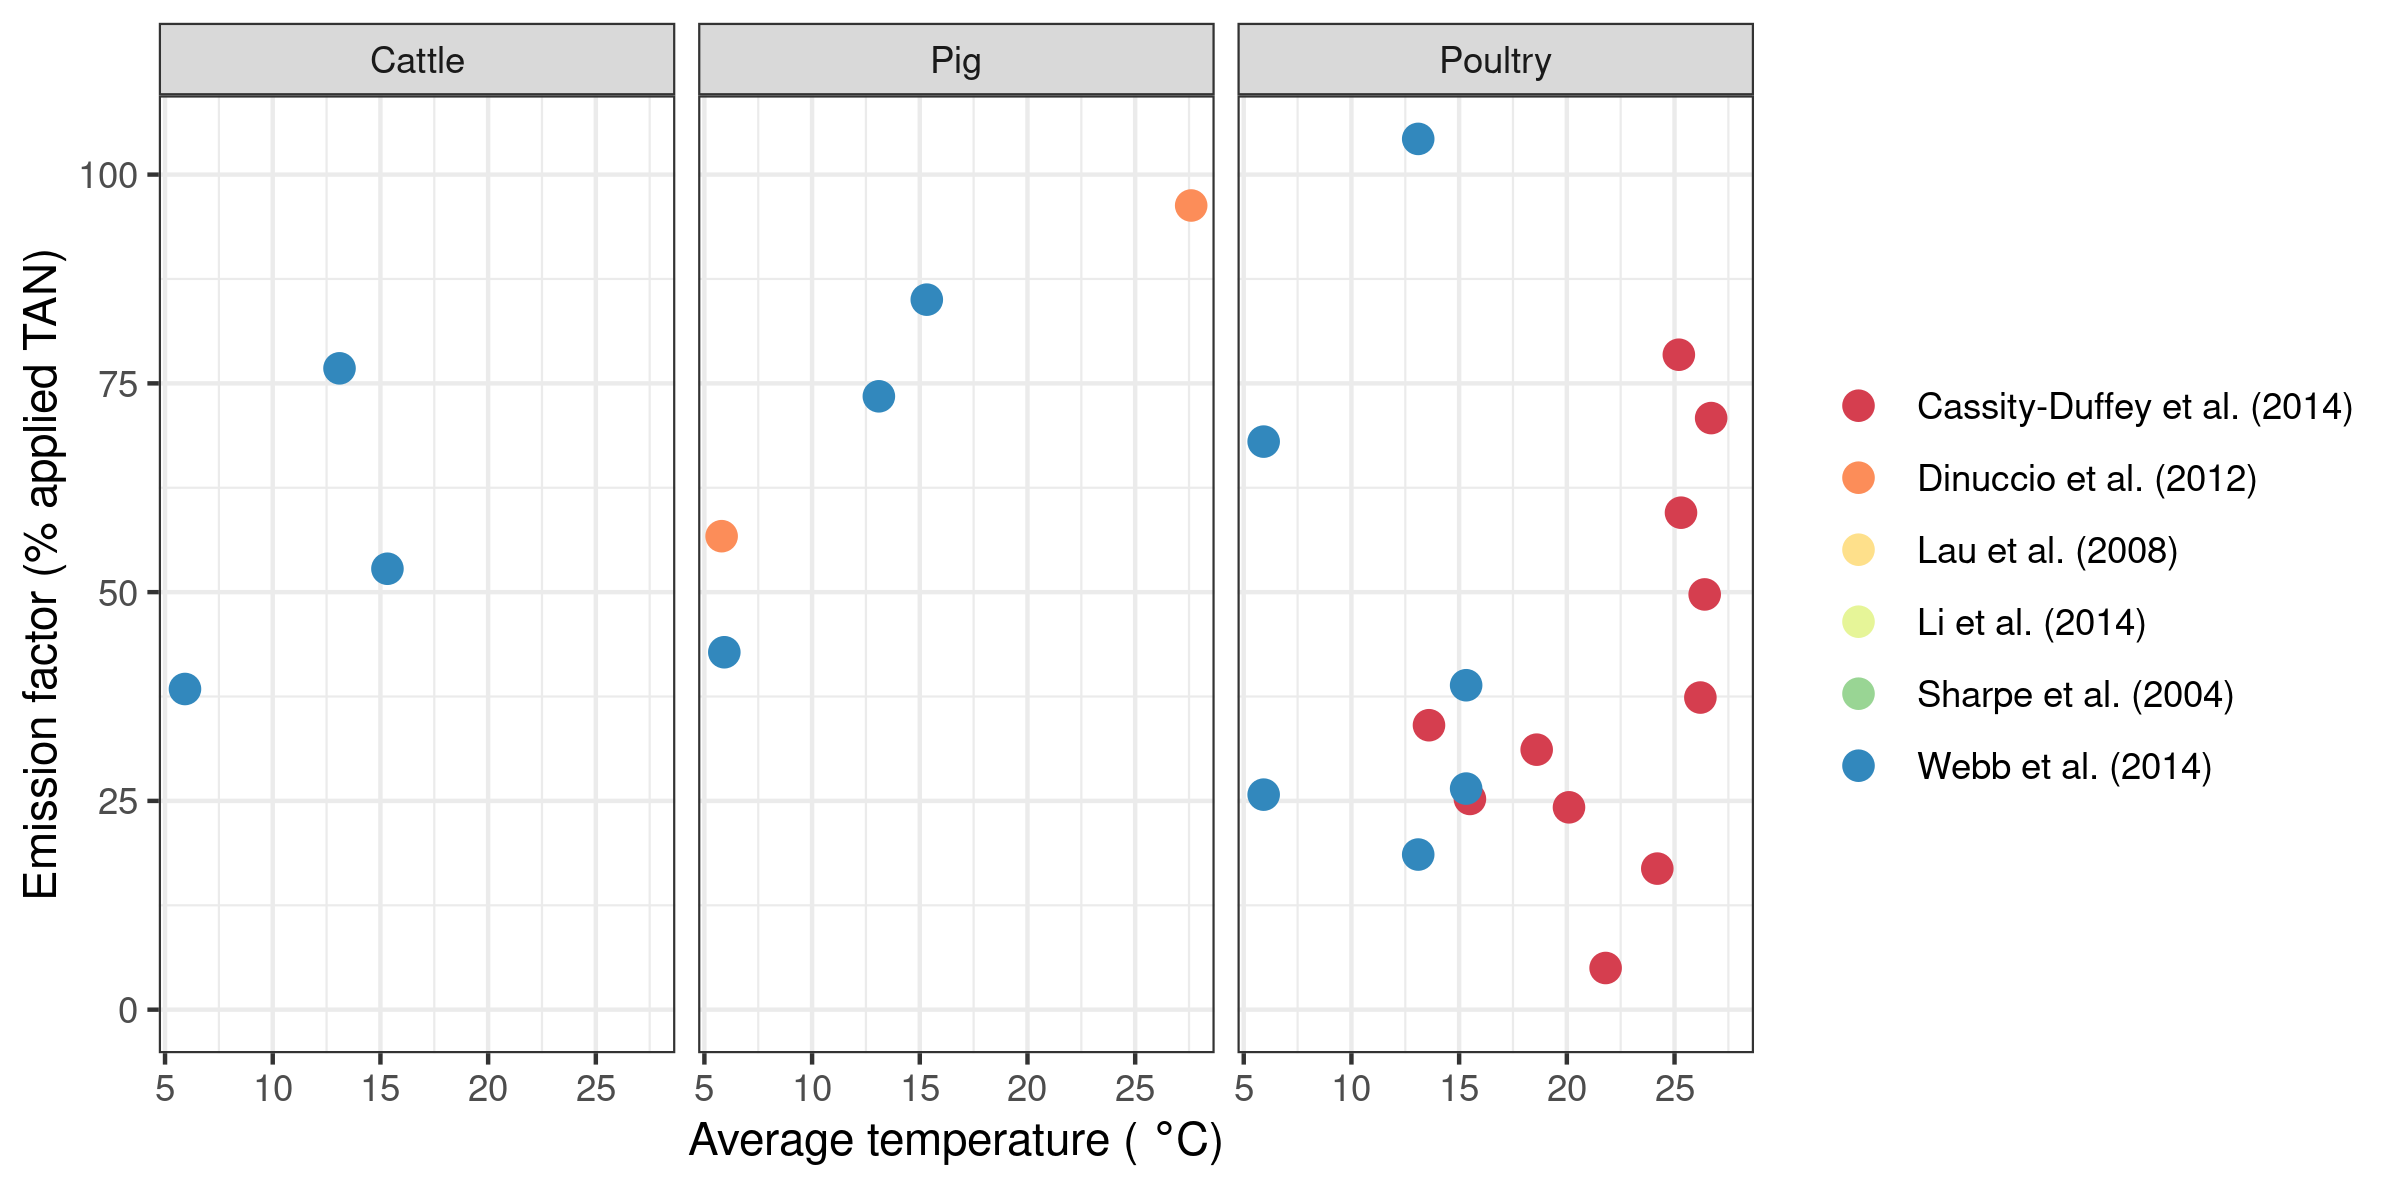 Cattle
Pig
Poultry
100
75
50
25
0
Emission factor (% applied TAN)
5 10 15 20 25
5 10 15 20 25
5 10 15 20 25
Average temperature ( °C)
Cassity-Duffey et al. (2014)
Dinuccio et al. (2012)
Lau et al. (2008)
Li et al. (2014)
Sharpe et al. (2004)
Webb et al. (2014)